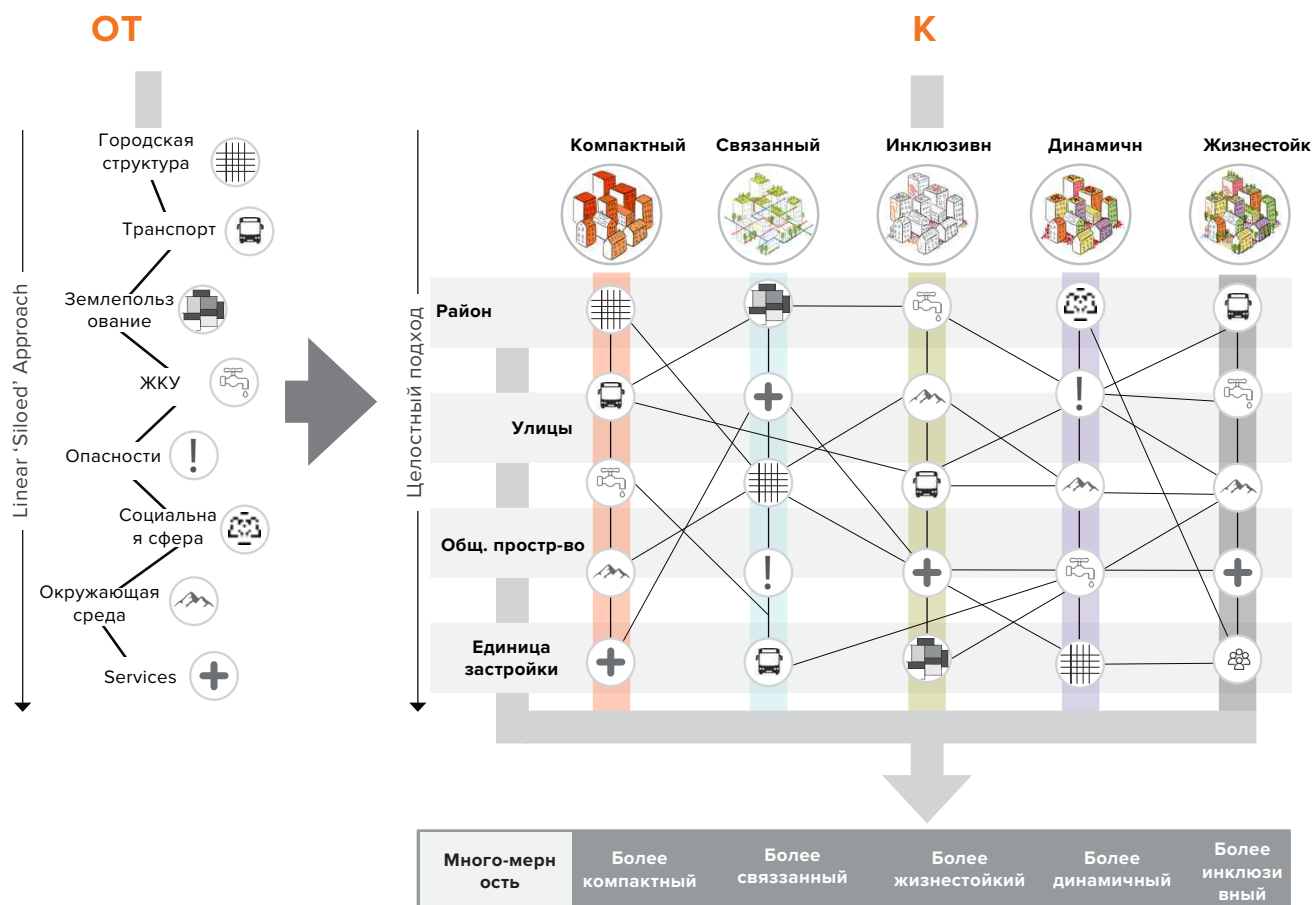 ОТ
К
Linear ‘Siloed’ Approach
Городская
структура
Транспорт
Землепольз
ование
ЖКУ
Опасности
Социальна
я сфера
Окружающая
среда
Services
Целостный подход
Компактный
Связанный
Инклюзивн
Динамичн
Жизнестойк
Район
Улицы
Общ. простр-во
Единица
застройки
Много-мерн
ость
Более
компактный
Более
связзанный
Более
жизнестойкий
Более
динамичный
Более
инклюзи
вный